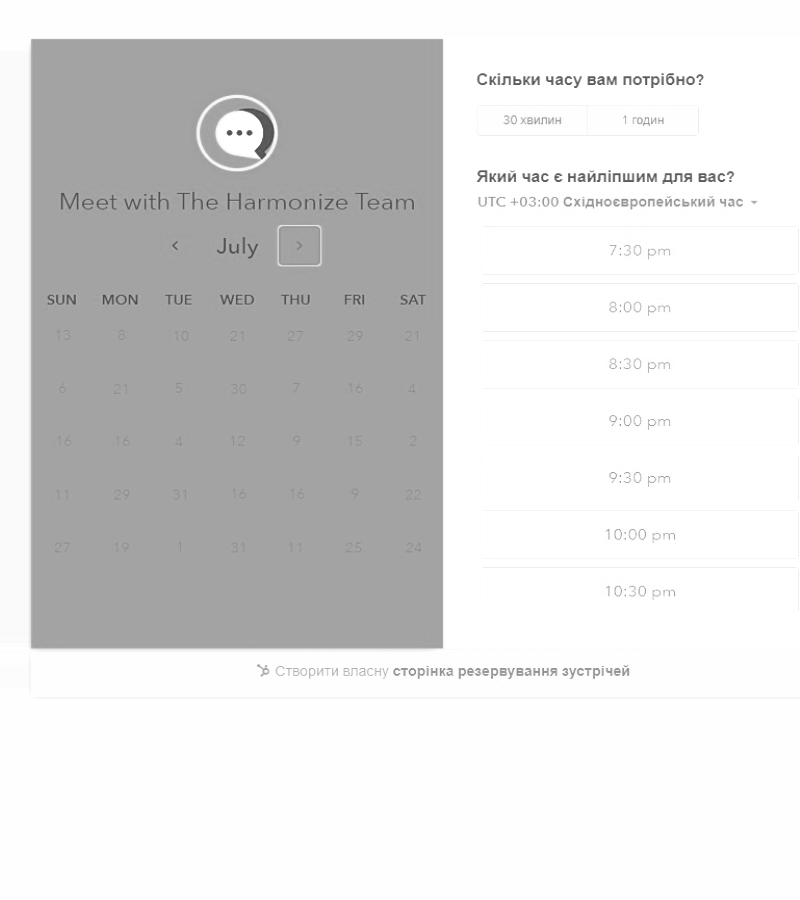 Meet with The Harmonize Team
July
SUN MON TUE WED THU FRI SAT
13 8 10 21 27 29 21
6 21 5 30 7 16 4
16 16 4 12 9 15 2
11 29 31 16 16 9 22
27 19 1 31 11 25 24
Скільки часу вам потрібно?
30 хвилин 1 годин
Який час є найліпшим для вас?
UTC +03:00 Східноєвропейський час
7:30 pm
8:00 pm
8:30 pm
9:00 pm
9:30 pm
10:00 pm
10:30 pm
Створити власну сторінка резервування зустрічей